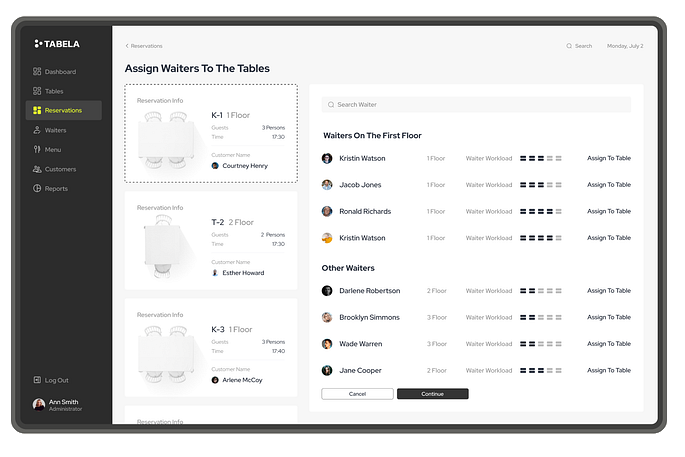 TABELA
Dashboard
Tables
Reservations
Waiters
Menu
Customers
Reports
Log Out
Ann Smith
Administrator
Reservations
Search
Monday, July 2
Assign Waiters To The Tables
Reservation Info
K-1 1 Floor
Guests 3 Persons
Time 17:30
Customer Name
Courtney Henry
Reservation Info
T-2 2 Floor
Guests 2 Persons
Time 17:30
Customer Name
Esther Howard
Reservation Info
K-3 1 Floor
Guests 3 Persons
Time 17:40
Customer Name
Arlene McCoy
Reservation Info
Search Waiter
Waiters On The First Floor
Kristin Watson 1 Floor Waiter Workload Assign To Table
Jacob Jones 1 Floor Waiter Workload Assign To Table
Ronald Richards 1 Floor Waiter Workload Assign To Table
Kristin Watson 1 Floor Waiter Workload Assign To Table
Other Waiters
Darlene Robertson 2 Floor Waiter Workload Assign To Table
Brooklyn Simmons 3 Floor Waiter Workload Assign To Table
Wade Warren 3 Floor Waiter Workload Assign To Table
Jane Cooper 2 Floor Waiter Workload Assign To Table
Cancel
Continue